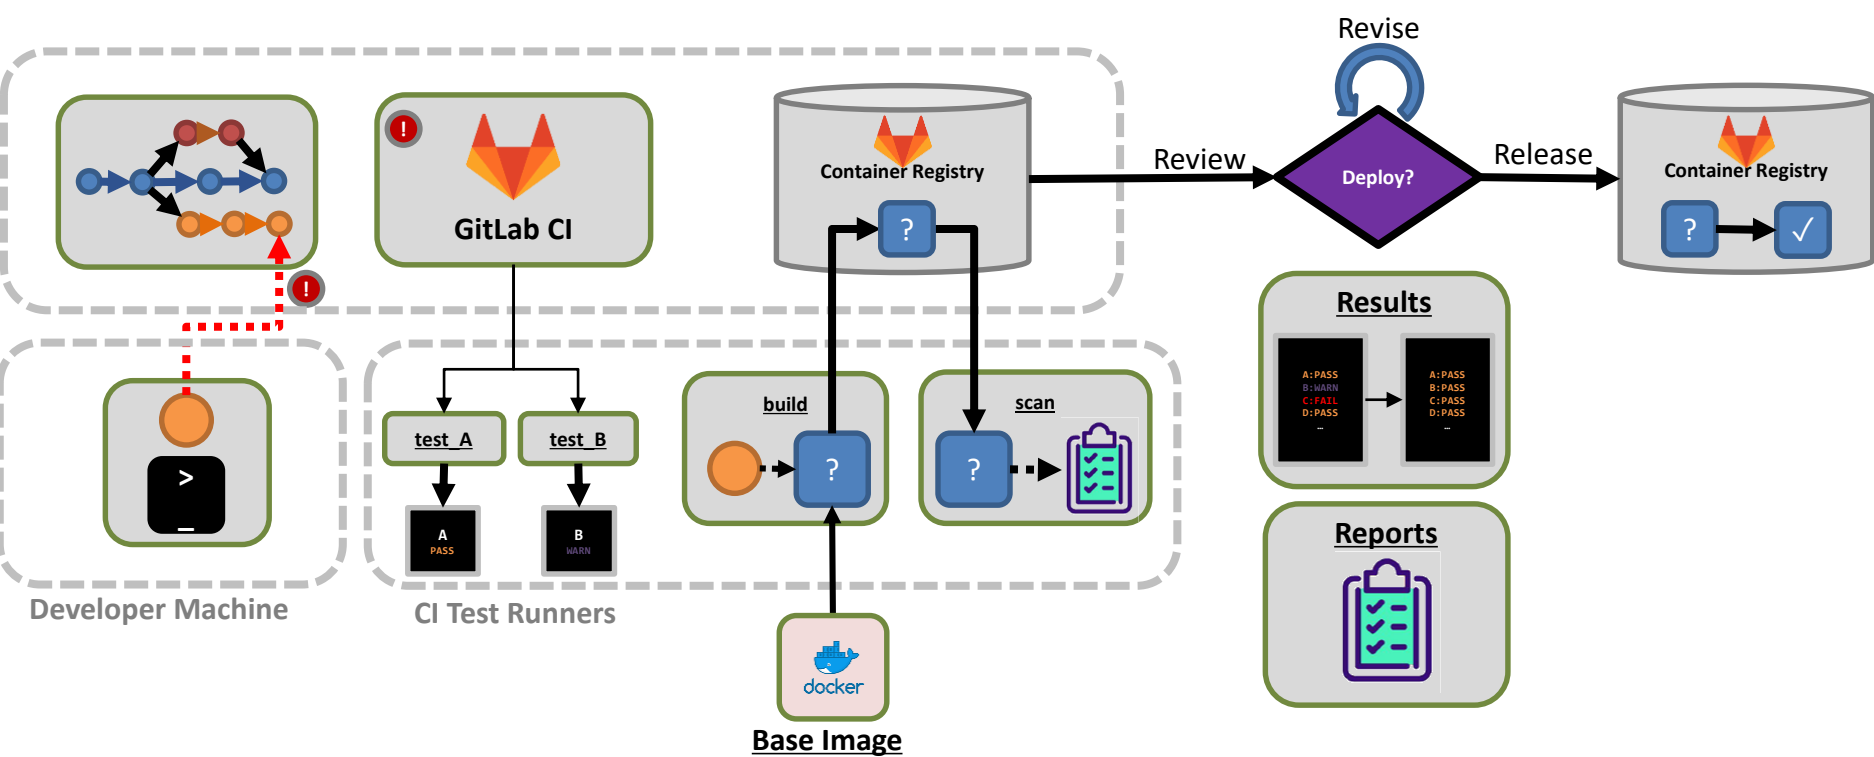 Revise
!
GitLab CI
Container Registry
?
Review
Deploy?
Release
Container Registry
?
✓
!
Results
A:PASS
B:WARN
C:FAIL
D:PASS
…
A:PASS
B:PASS
C:PASS
D:PASS
…
>
_
test_A
test_B
A
PASS
B
WARN
build
?
scan
?
Reports
Developer Machine
CI Test Runners
docker
Base Image